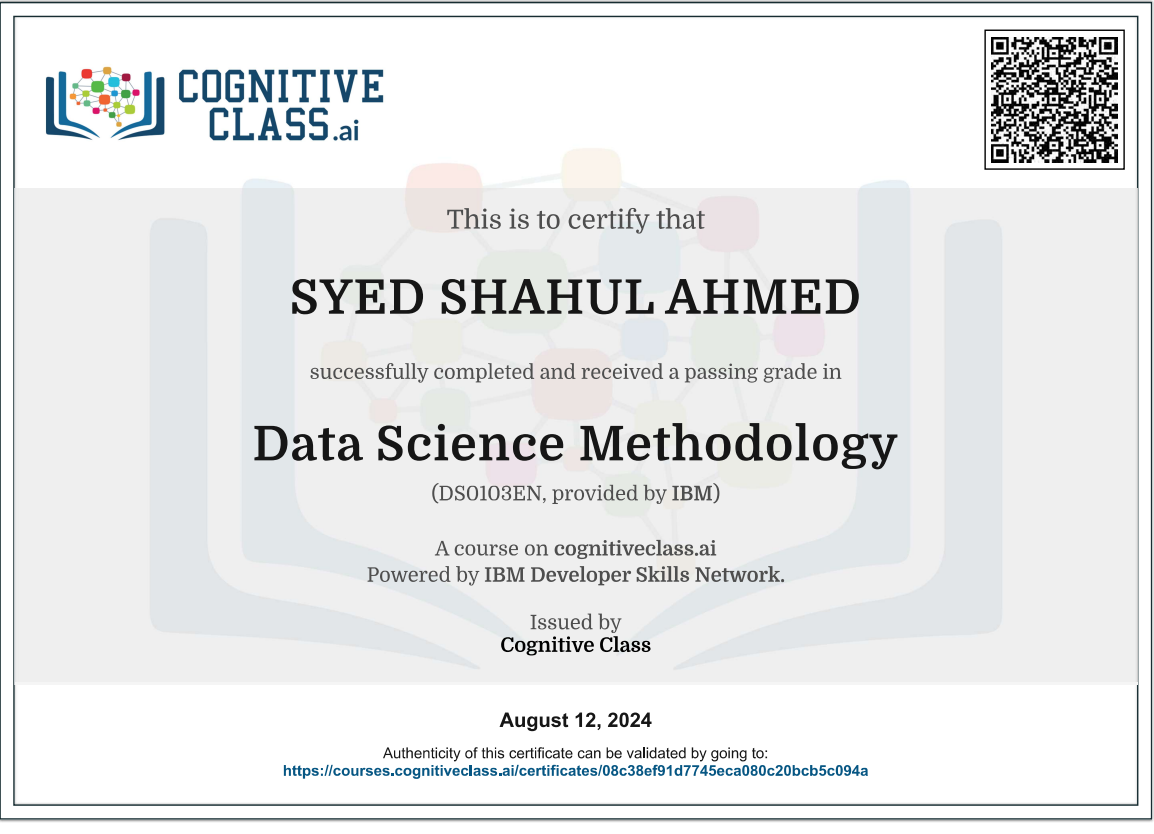 COGNITIVE
CLASS.ai
This is to certify that
SYED SHAHUL AHMED
successfully completed and received a passing grade in
Data Science Methodology
(DS0103EN, provided by IBM)
A course on cognitiveclass.ai
Powered by IBM Developer Skills Network.
Issued by
Cognitive Class
August 12, 2024
Authenticity of this certificate can be validated by going to:
https://courses.cognitiveclass.ai/certificates/08c38ef91d7745eca080c20bcb5c094a